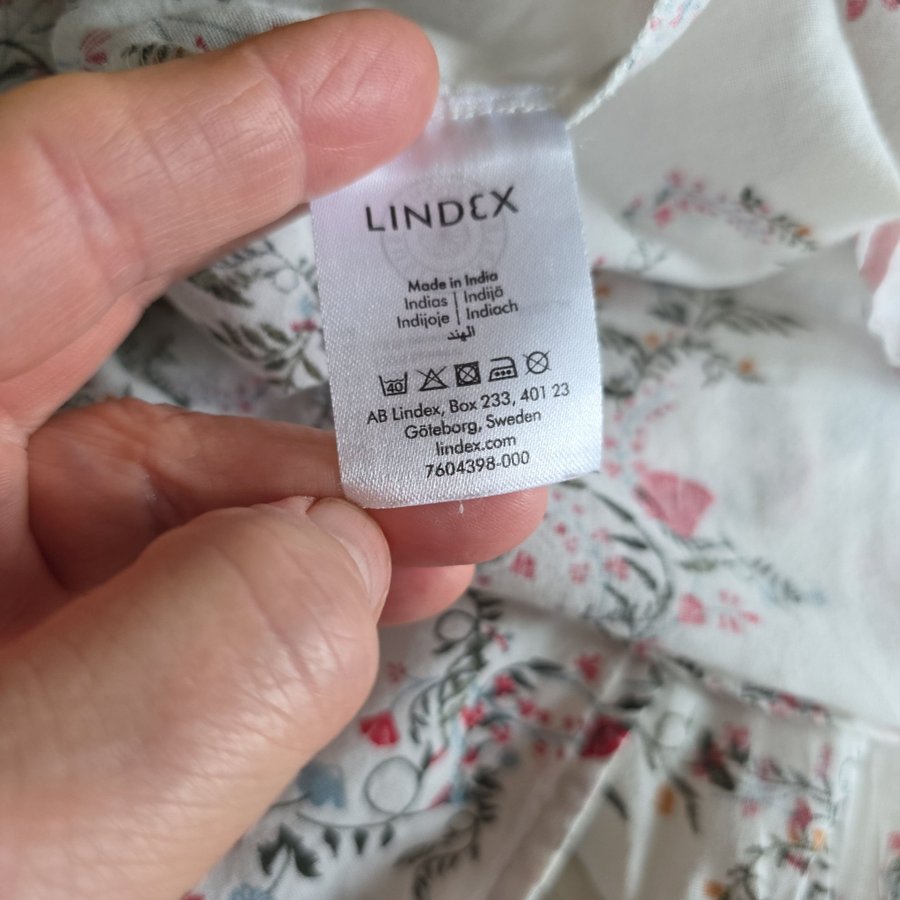 LINDEX
Made in India
Indias | Indijā
Indijoje | Indiach
الهند
40
AB Lindex, Box 233, 401 23
Göteborg, Sweden
lindex.com
7604398-000